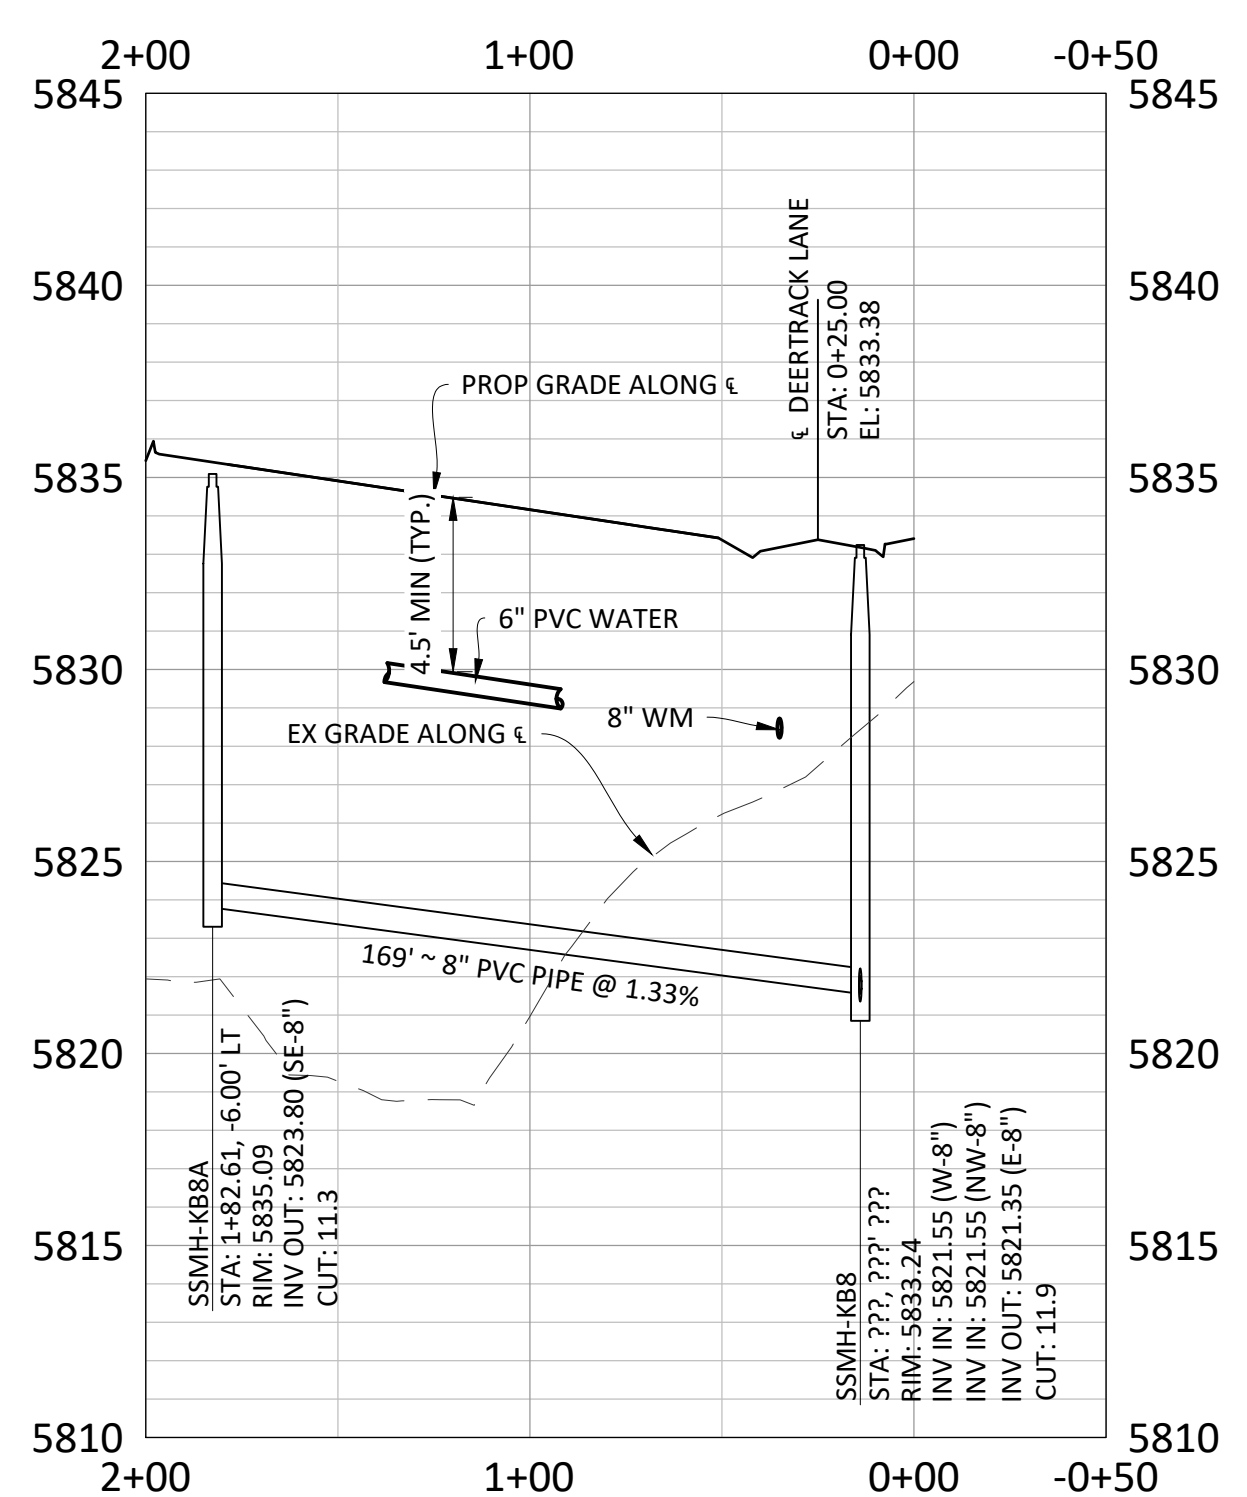 2+00 1+00 0+00 -0+50
5845 5845
5840 5840
5835 5835
5830 5830
5825 5825
5820 5820
5815 5815
5810 5810
℄ DEERTRACK LANE
STA: 0+25.00
EL: 5833.38
PROP GRADE ALONG ℄
4.5' MIN (TYP.)
6" PVC WATER
8" WM
EX GRADE ALONG ℄
169' ~ 8" PVC PIPE @ 1.33%
SSMH-KB8A
STA: 1+82.61, -6.00' LT
RIM: 5835.09
INV OUT: 5823.80 (SE-8")
CUT: 11.3
SSMH-KB8
STA: ???, ???' ???
RIM: 5833.24
INV IN: 5821.55 (W-8")
INV IN: 5821.55 (NW-8")
INV OUT: 5821.35 (E-8")
CUT: 11.9
2+00 1+00 0+00 -0+50